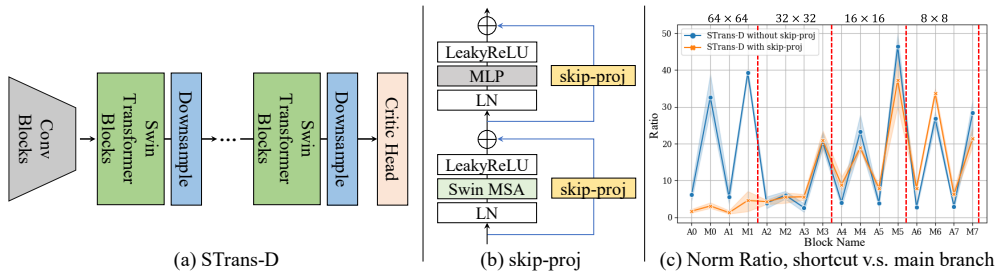 Conv
Blocks
Swin
Transformer
Blocks
Downsample
...
Swin
Transformer
Blocks
Downsample
Critic Head
(a) STrans-D
LeakyReLU
MLP
LN
skip-proj
LeakyReLU
Swin MSA
LN
skip-proj
(b) skip-proj
64 × 64
32 × 32
16 × 16
8 × 8
STrans-D without skip-proj
STrans-D with skip-proj
Ratio
50
40
30
20
10
0
A0 M0 A1 M1 A2 M2 A3 M3 A4 M4 A5 M5 A6 M6 A7 M7
Block Name
(c) Norm Ratio, shortcut v.s. main branch